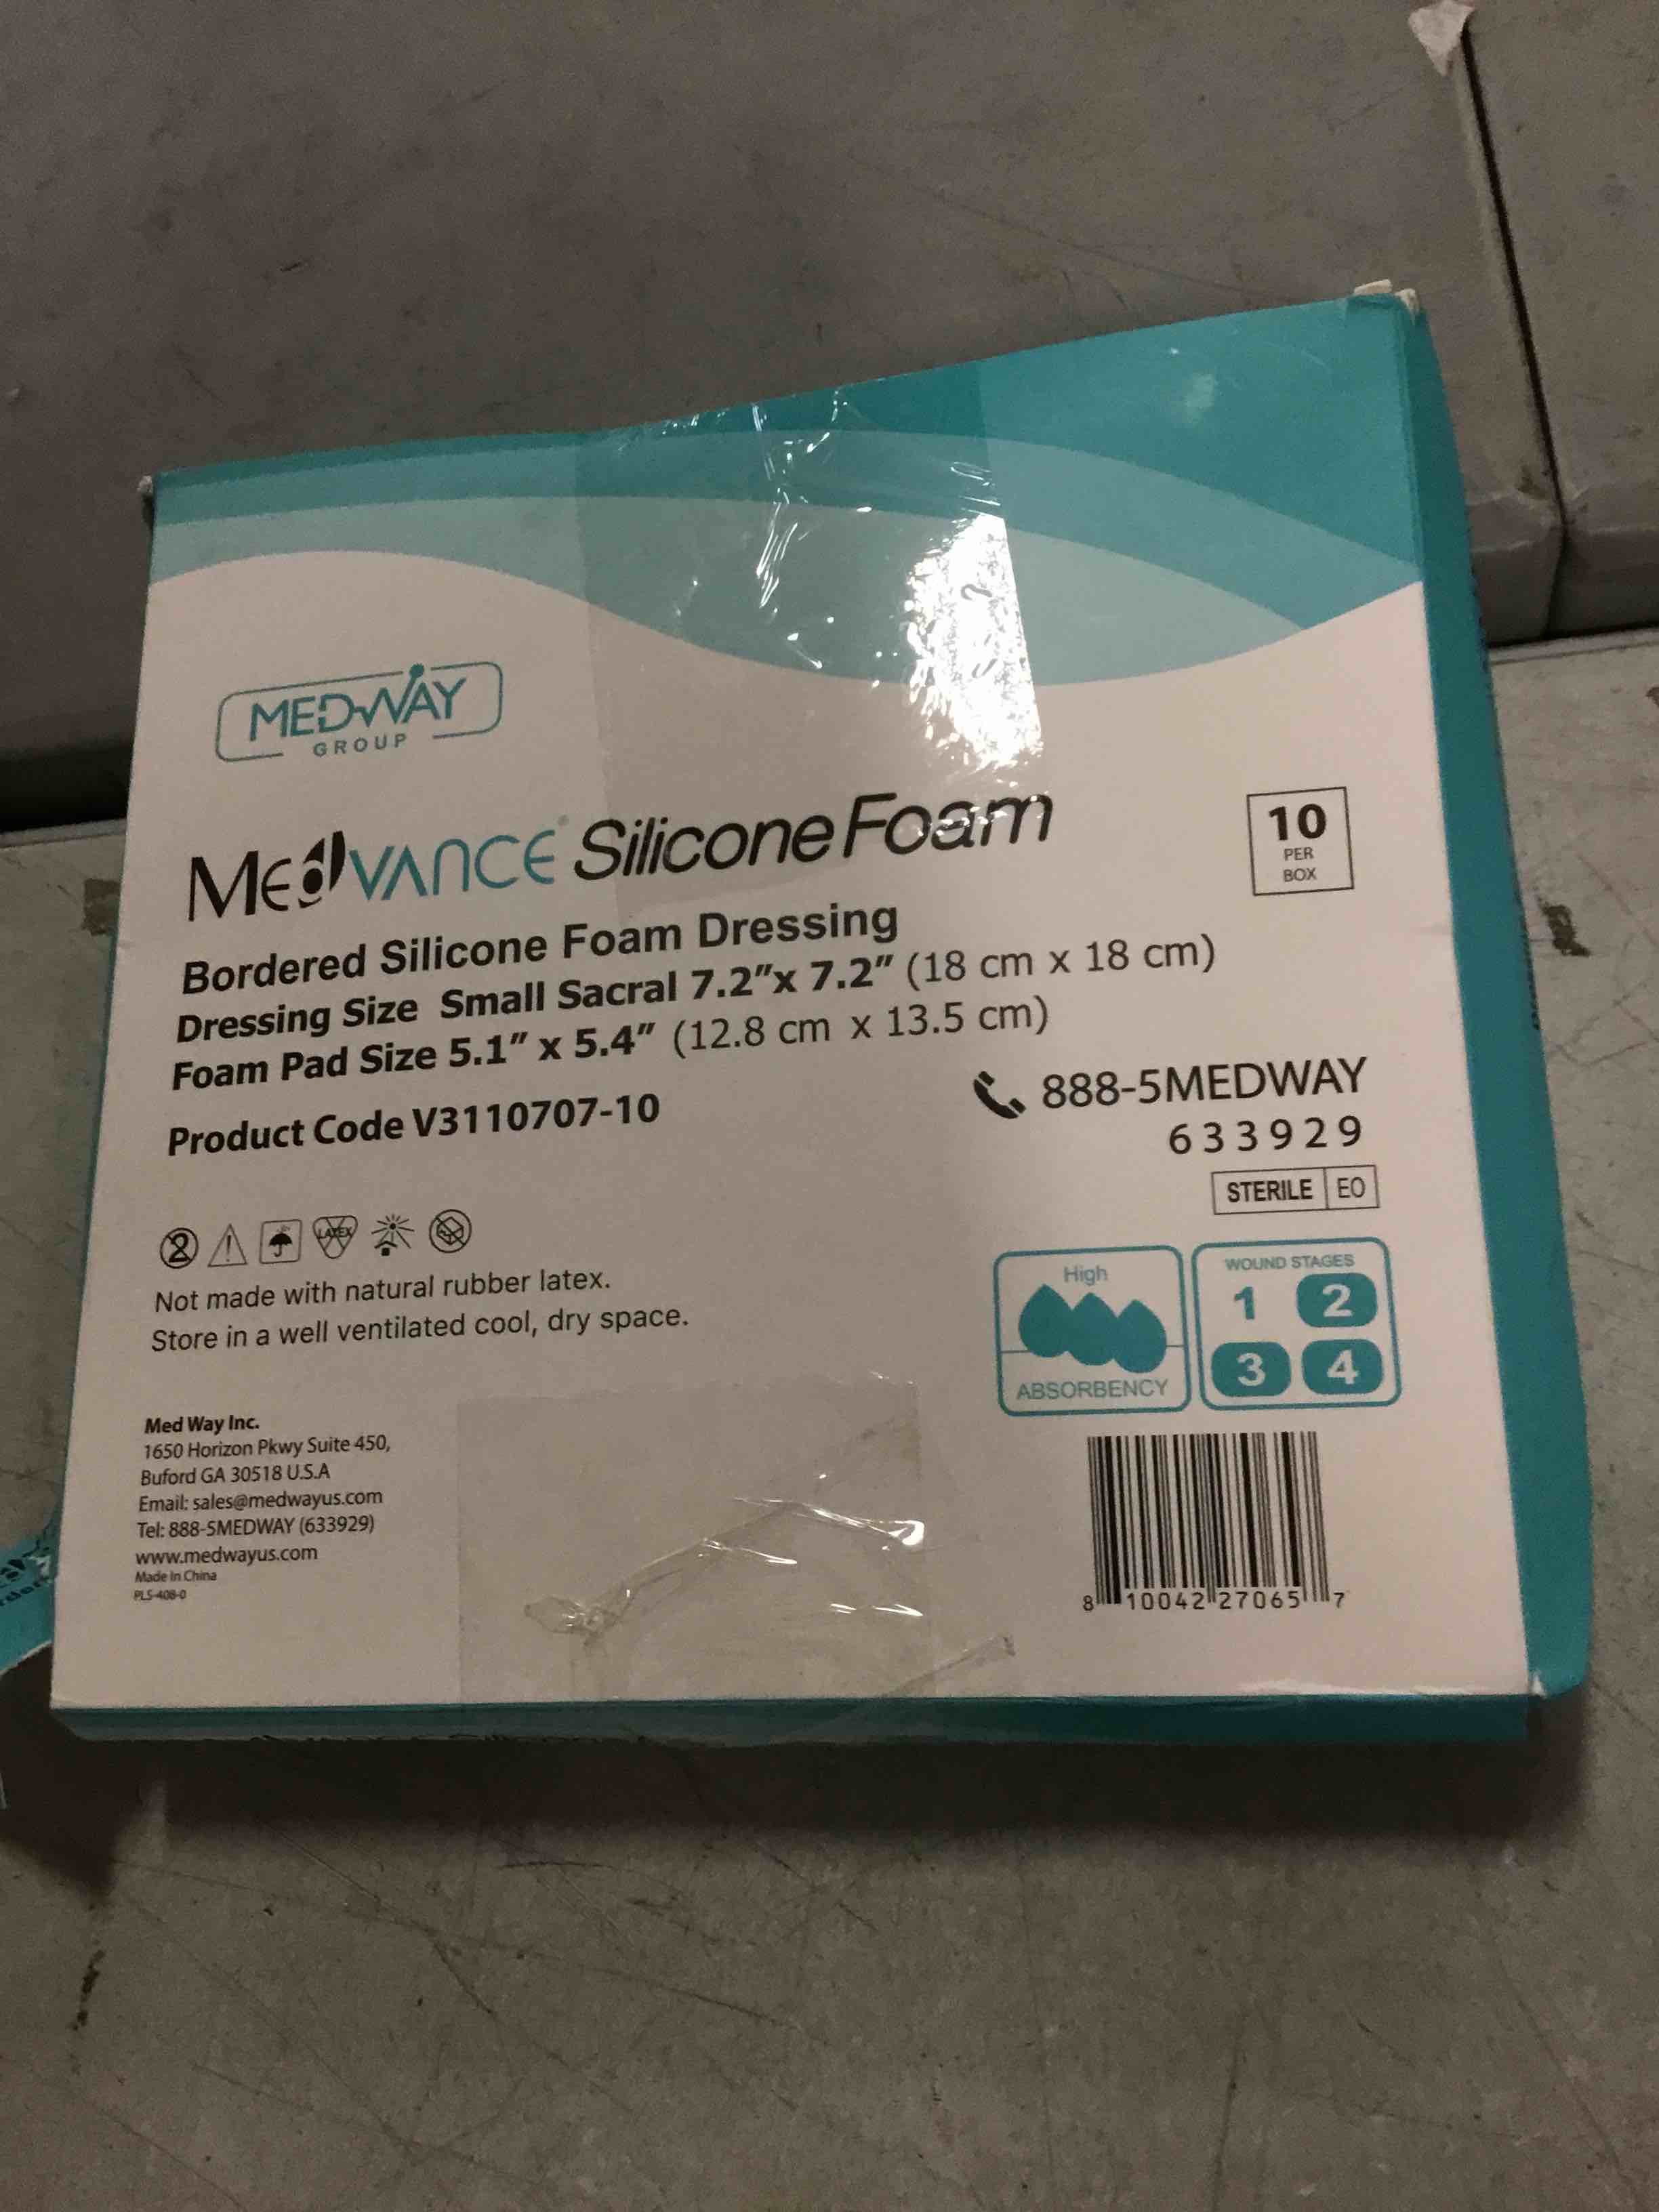 MEDWAY
GROUP
MEdVANCE® Silicone Foam
10
PER
BOX
Bordered Silicone Foam Dressing
Dressing Size Small Sacral 7.2"x 7.2" (18 cm x 18 cm)
Foam Pad Size 5.1" x 5.4" (12.8 cm x 13.5 cm)
Product Code V3110707-10
888-5MEDWAY
633929
STERILE EO
2
LATEX
Not made with natural rubber latex.
Store in a well ventilated cool, dry space.
High
ABSORBENCY
WOUND STAGES
1 2
3 4
Med Way Inc.
1650 Horizon Pkwy Suite 450,
Buford GA 30518 U.S.A
Email: sales@medwayus.com
Tel: 888-5MEDWAY (633929)
www.medwayus.com
Made In China
PLS-408-0
8 10042 27065 7